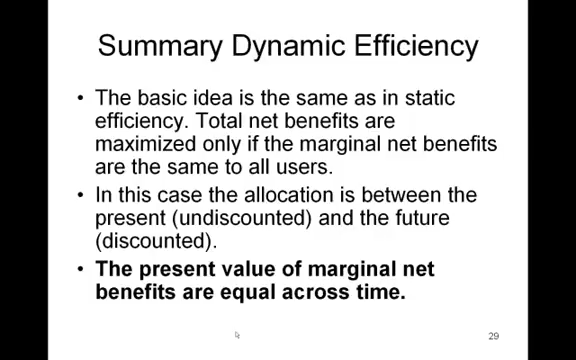 Summary Dynamic Efficiency
• The basic idea is the same as in static
efficiency. Total net benefits are
maximized only if the marginal net benefits
are the same to all users.
• In this case the allocation is between the
present (undiscounted) and the future
(discounted).
• The present value of marginal net
benefits are equal across time.
29